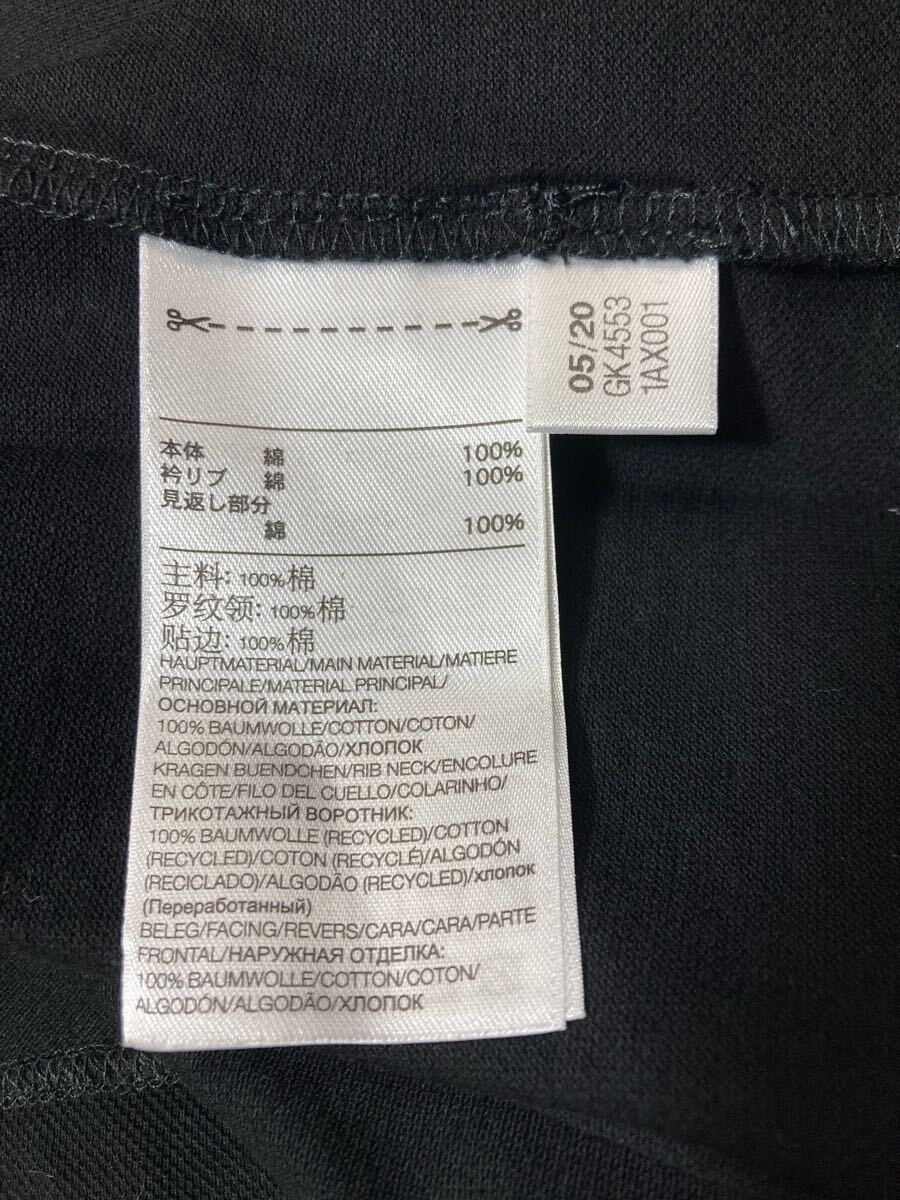 05/20
GK4553
1AX001
本体 綿 100%
衿リブ 綿 100%
見返し部分
綿 100%
主料: 100%棉
罗纹领: 100%棉
贴边: 100%棉
HAUPTMATERIAL/MAIN MATERIAL/MATIERE
PRINCIPALE/MATERIAL PRINCIPAL/
ОСНОВНОЙ МАТЕРИАЛ:
100% BAUMWOLLE/COTTON/COTON/
ALGODÓN/ALGODÃO/ХЛОПОК
KRAGEN BUENDCHEN/RIB NECK/ENCOLURE
EN CÔTE/FILO DEL CUELLO/COLARINHO/
ТРИКОТАЖНЫЙ ВОРОТНИК:
100% BAUMWOLLE (RECYCLED)/COTTON
(RECYCLED)/COTON (RECYCLÉ)/ALGODÓN
(RECICLADO)/ALGODÃO (RECYCLED)/хлопок
(Переработанный)
BELEG/FACING/REVERS/CARA/CARA/PARTE
FRONTAL/НАРУЖНАЯ ОТДЕЛКА:
100% BAUMWOLLE/COTTON/COTON/
ALGODÓN/ALGODÃO/ХЛОПОК